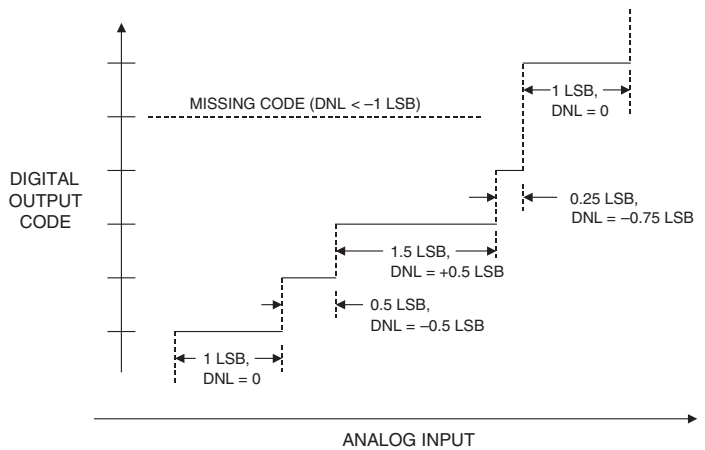 MISSING CODE (DNL < –1 LSB)
1 LSB,
DNL = 0
DIGITAL
OUTPUT
CODE
0.25 LSB,
DNL = –0.75 LSB
1.5 LSB,
DNL = +0.5 LSB
0.5 LSB,
DNL = –0.5 LSB
1 LSB,
DNL = 0
ANALOG INPUT